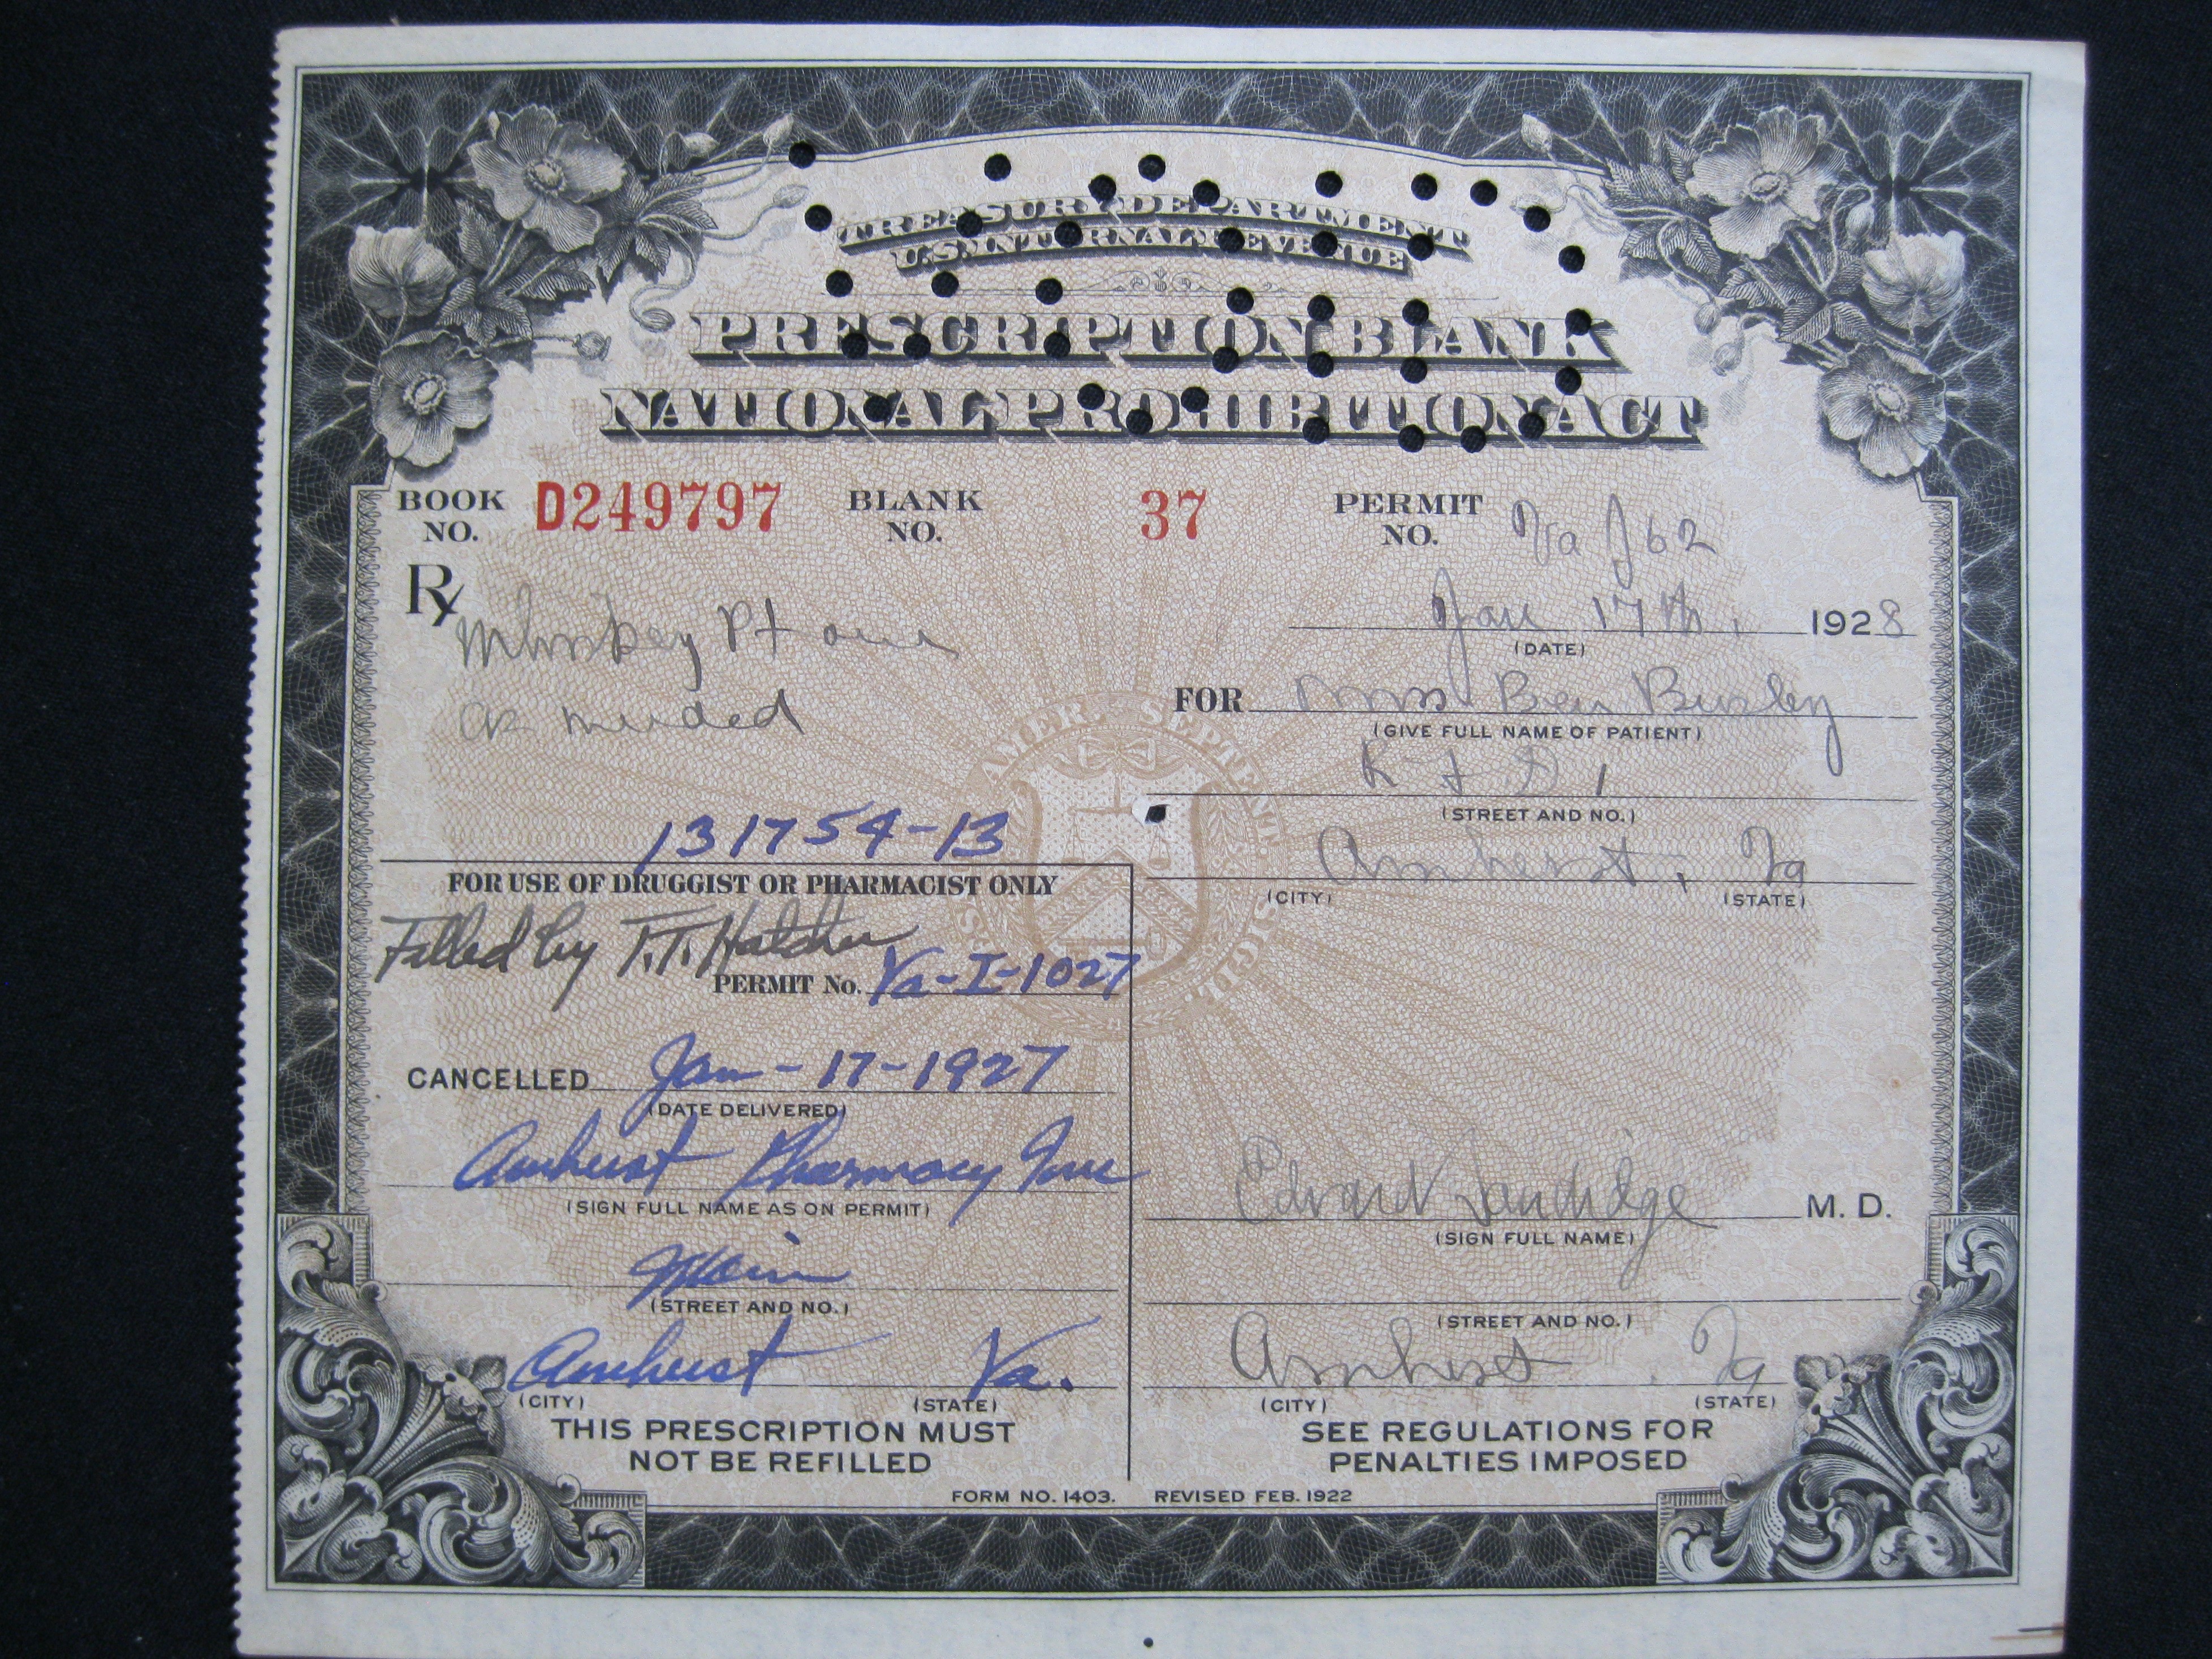 TREASURY DEPARTMENT
U.S. INTERNAL REVENUE
PRESCRIPTION BLANK
NATIONAL PROHIBITION ACT
BOOK NO. D249797 BLANK NO. 37 PERMIT NO. Va J 62
Rx
Whiskey Pt one
as needed
Jan 17th, 1928
(DATE)
FOR Mrs Ben
(GIVE FULL NAME OF PATIENT)
R F D 1
(STREET AND NO.)
Amherst, Va
(CITY) (STATE)
131754-13
FOR USE OF DRUGGIST OR PHARMACIST ONLY
Filled by T.T. Hatcher
PERMIT No. Va-I-1027
CANCELLED Jan-17-1927
(DATE DELIVERED)
Amherst Pharmacy Inc
(SIGN FULL NAME AS ON PERMIT)
Main
(STREET AND NO.)
Amherst Va.
(CITY) (STATE)
THIS PRESCRIPTION MUST
NOT BE REFILLED
Edward Sandidge M. D.
(SIGN FULL NAME)
(STREET AND NO.)
Amherst Va
(CITY) (STATE)
SEE REGULATIONS FOR
PENALTIES IMPOSED
FORM NO. 1403. REVISED FEB. 1922